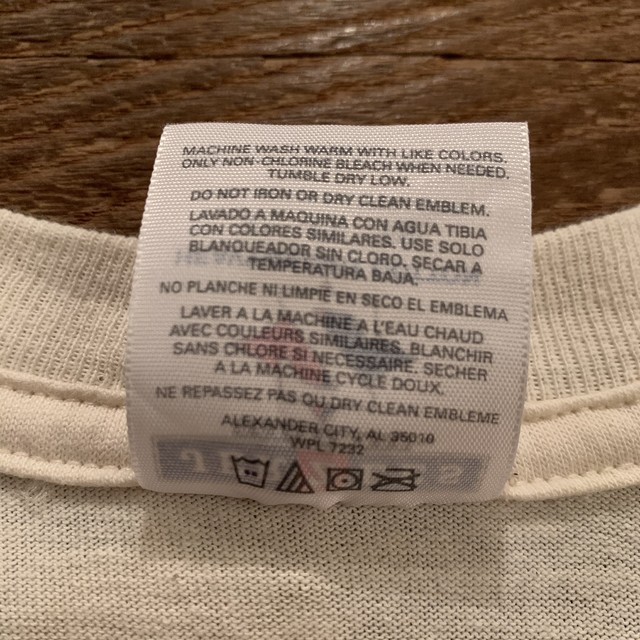 MACHINE WASH WARM WITH LIKE COLORS.
ONLY NON-CHLORINE BLEACH WHEN NEEDED.
TUMBLE DRY LOW.
DO NOT IRON OR DRY CLEAN EMBLEM.
LAVADO A MAQUINA CON AGUA TIBIA
CON COLORES SIMILARES. USE SOLO
BLANQUEADOR SIN CLORO. SECAR A
TEMPERATURA BAJA.
NO PLANCHE NI LIMPIE EN SECO EL EMBLEMA
LAVER A LA MACHINE A L'EAU CHAUD
AVEC COULEURS SIMILAIRES. BLANCHIR
SANS CHLORE SI NECESSAIRE. SECHER
A LA MACHINE CYCLE DOUX.
NE REPASSEZ PAS OU DRY CLEAN EMBLEME
ALEXANDER CITY, AL 35010
WPL 7232